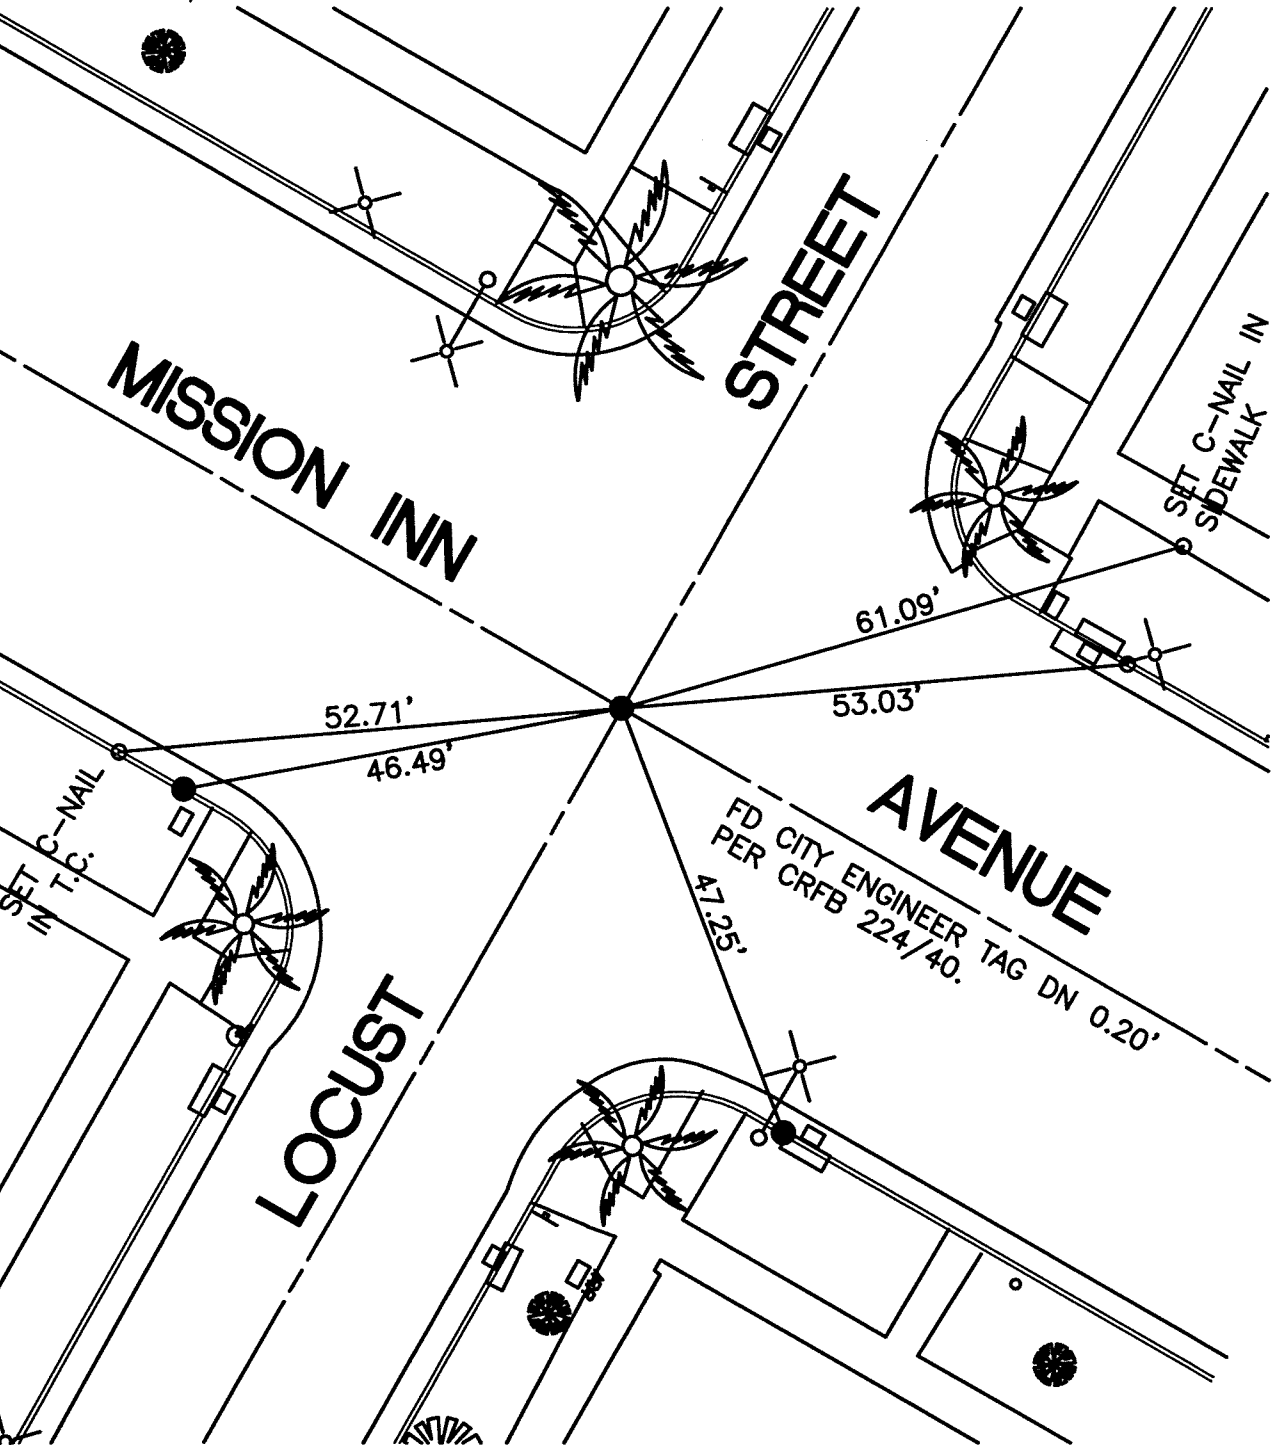 MISSION INN
AVENUE
LOCUST
STREET
SET C-NAIL IN
SIDEWALK
61.09'
53.03'
52.71'
46.49'
47.25'
SET C-NAIL
IN T.C.
FD CITY ENGINEER TAG DN 0.20'
PER CRFB 224/40.